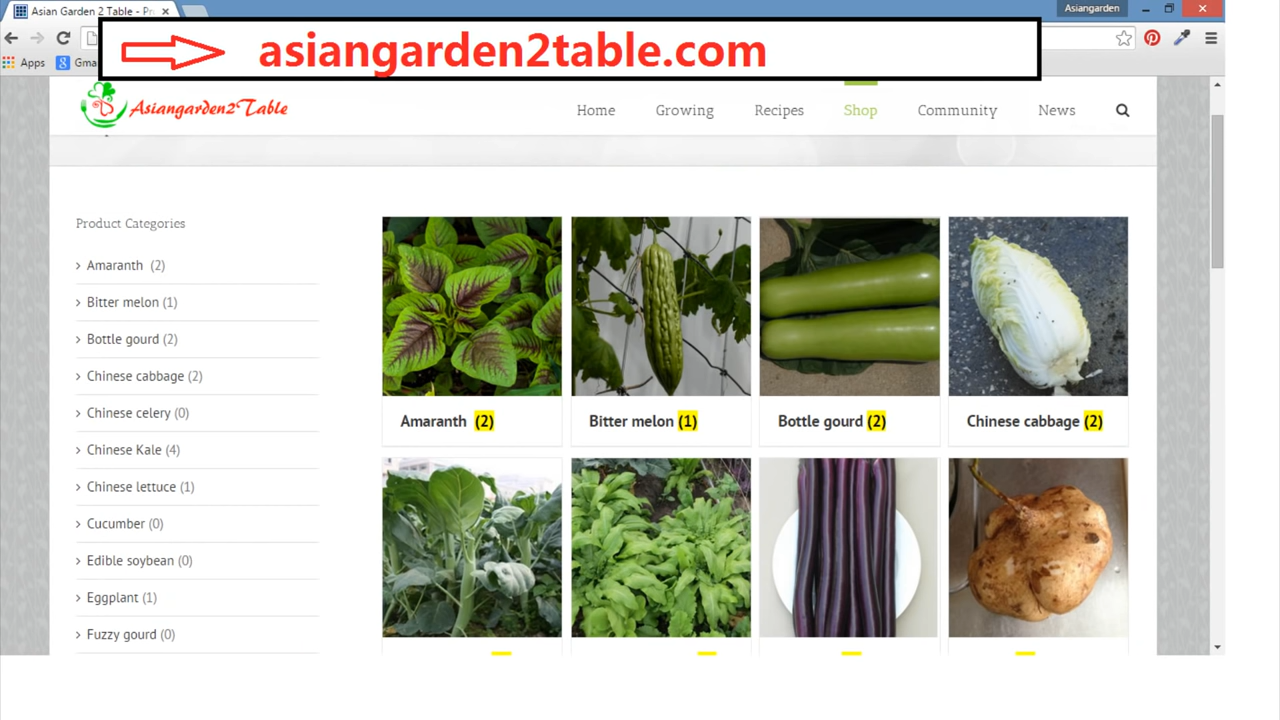 Asian Garden 2 Table - Pr
Asiangarden
asiangarden2table.com
Apps
Gma
Asiangarden2Table
Home
Growing
Recipes
Shop
Community
News
Product Categories
Amaranth (2)
Bitter melon (1)
Bottle gourd (2)
Chinese cabbage (2)
Chinese celery (0)
Chinese Kale (4)
Chinese lettuce (1)
Cucumber (0)
Edible soybean (0)
Eggplant (1)
Fuzzy gourd (0)
Amaranth (2)
Bitter melon (1)
Bottle gourd (2)
Chinese cabbage (2)